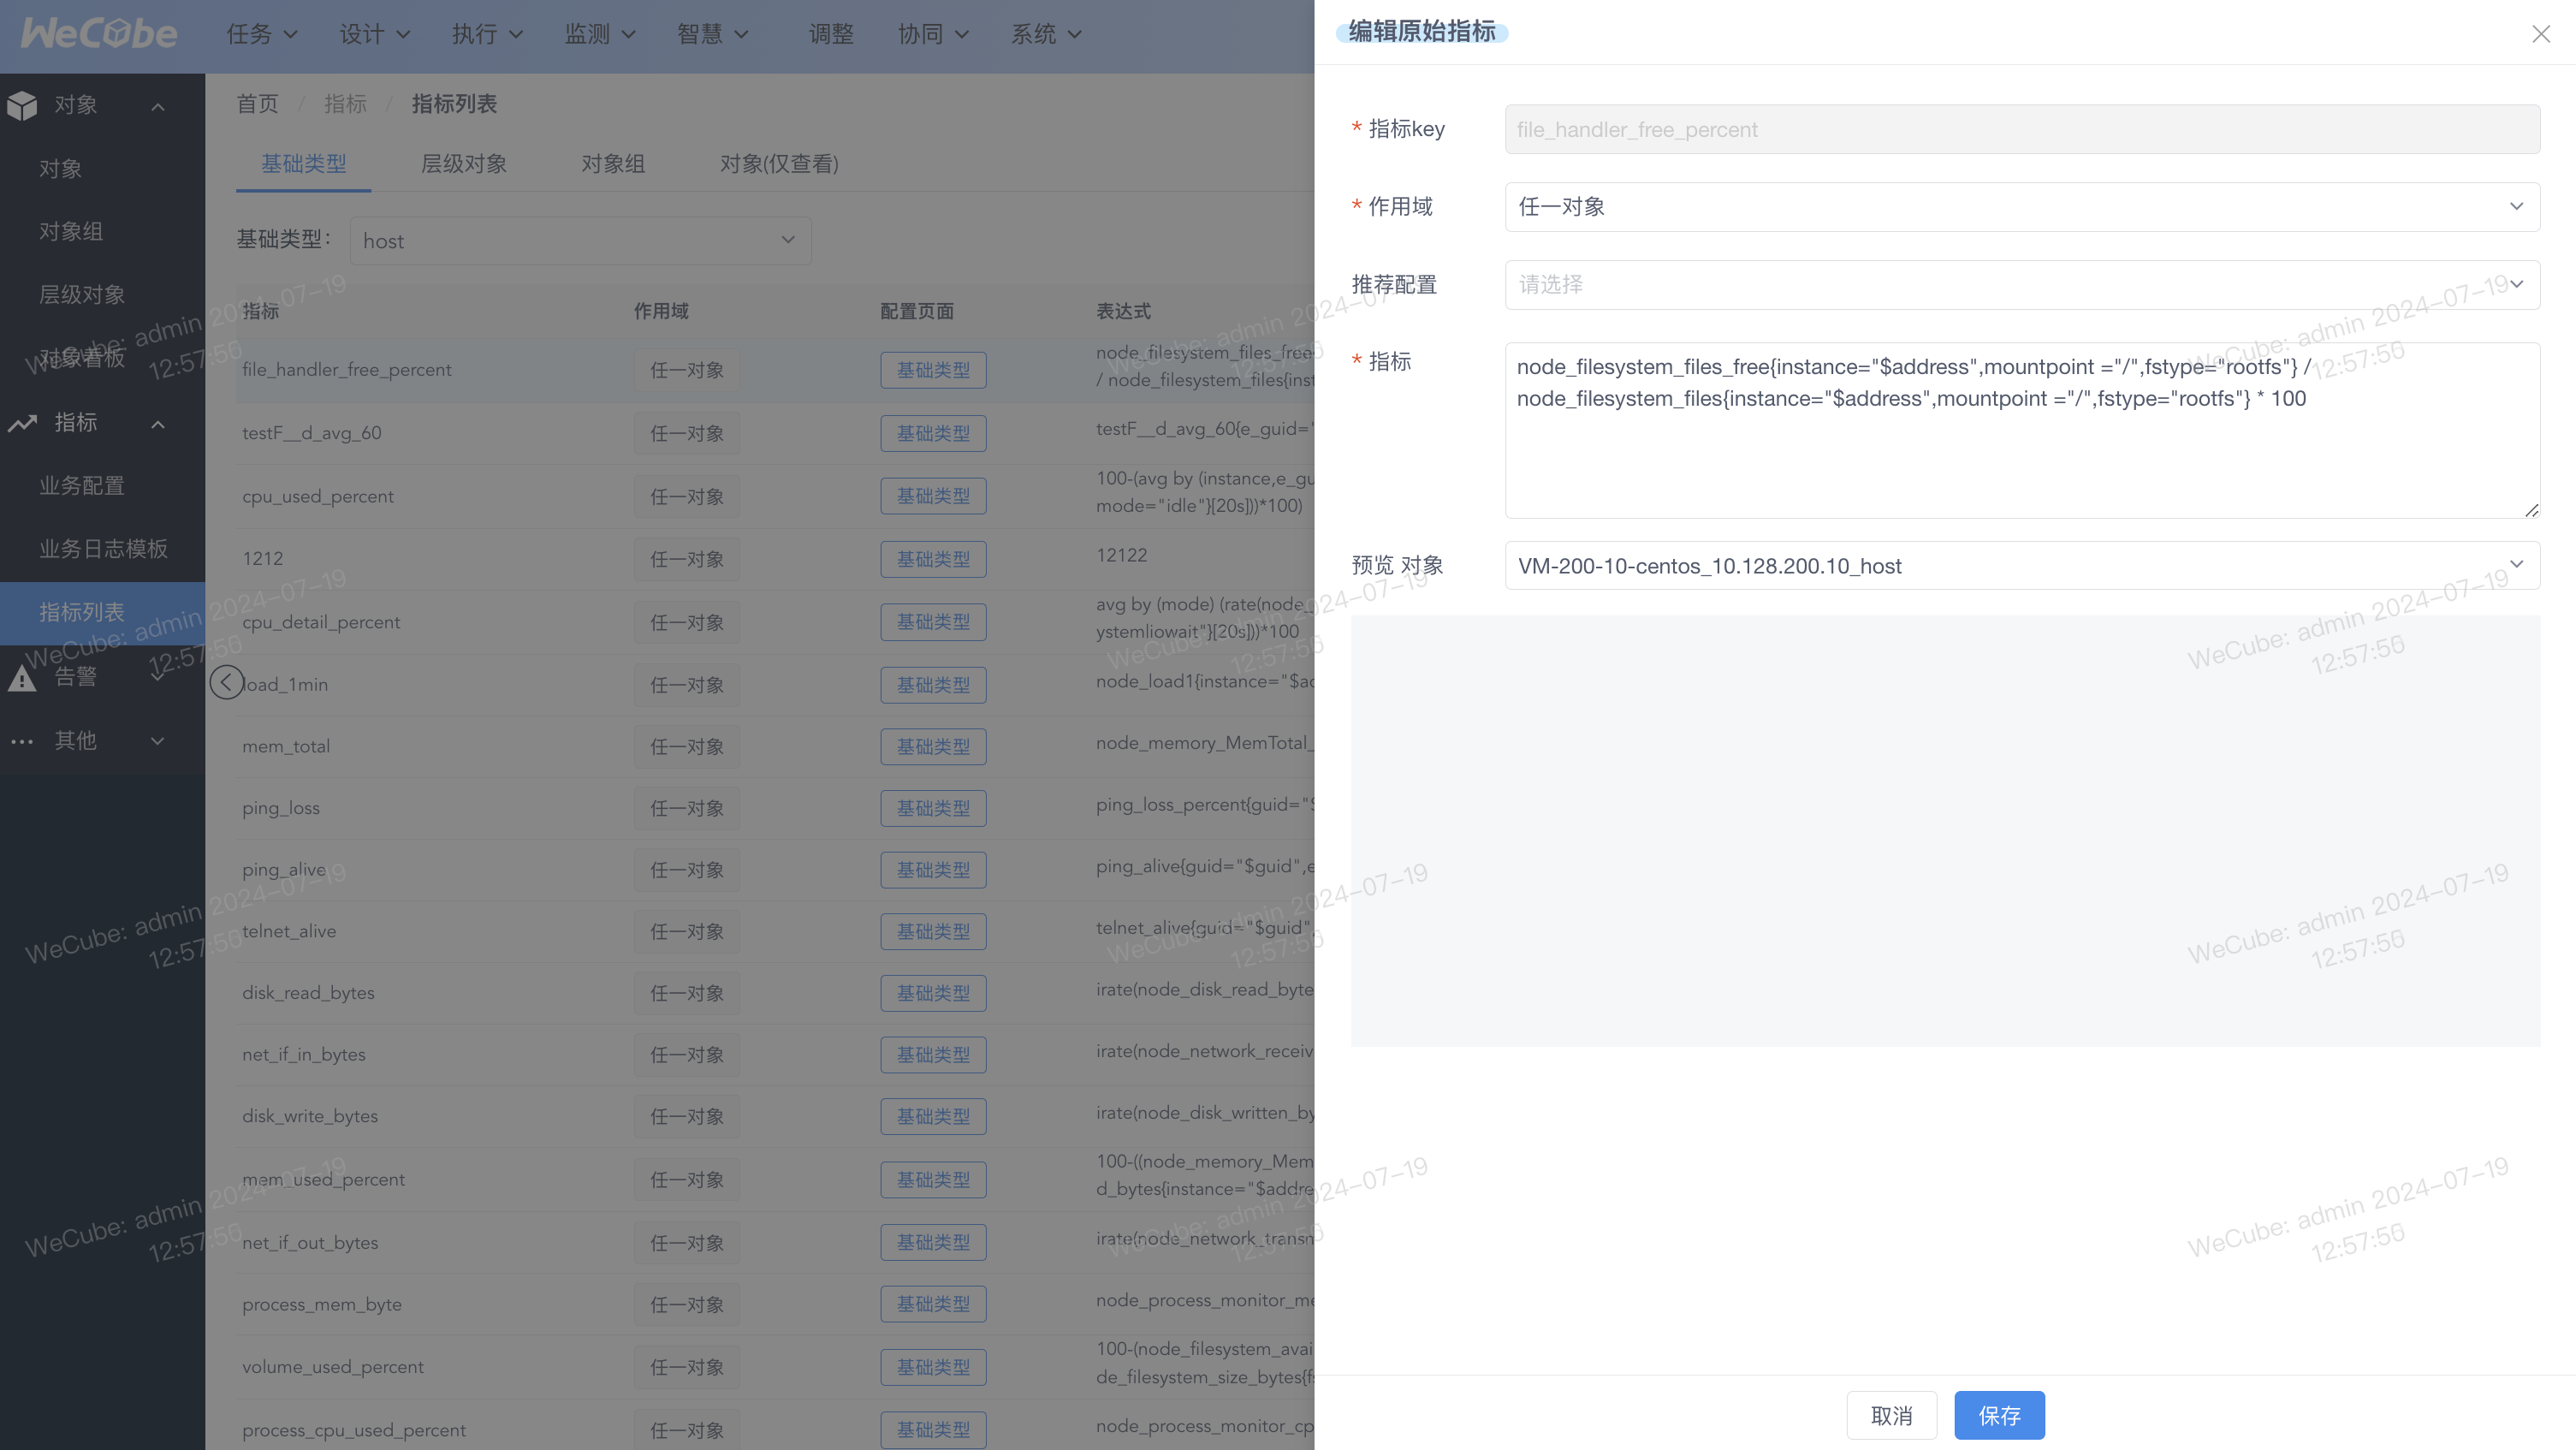 WeCube 任务 设计 执行 监测 智慧 调整 协同 系统
对象
对象
对象组
层级对象
对象看板
指标
业务配置
业务日志模板
指标列表
告警
其他
首页 / 指标 / 指标列表
基础类型 层级对象 对象组 对象(仅查看)
基础类型: host
指标 作用域 配置页面 表达式
file_handler_free_percent 任一对象 基础类型 node_filesystem_files_free
/ node_filesystem_files{inst
testF__d_avg_60 任一对象 基础类型 testF__d_avg_60{e_guid="
cpu_used_percent 任一对象 基础类型 100-(avg by (instance,e_gu
mode="idle"}[20s]))*100)
1212 任一对象 基础类型 12122
cpu_detail_percent 任一对象 基础类型 avg by (mode) (rate(node_
ystem|iowait"}[20s]))*100
load_1min 任一对象 基础类型 node_load1{instance="$ad
mem_total 任一对象 基础类型 node_memory_MemTotal_
ping_loss 任一对象 基础类型 ping_loss_percent{guid="$
ping_alive 任一对象 基础类型 ping_alive{guid="$guid",e
telnet_alive 任一对象 基础类型 telnet_alive{guid="$guid",
disk_read_bytes 任一对象 基础类型 irate(node_disk_read_byte
net_if_in_bytes 任一对象 基础类型 irate(node_network_receiv
disk_write_bytes 任一对象 基础类型 irate(node_disk_written_by
mem_used_percent 任一对象 基础类型 100-((node_memory_Mem
d_bytes{instance="$addre
net_if_out_bytes 任一对象 基础类型 irate(node_network_transn
process_mem_byte 任一对象 基础类型 node_process_monitor_me
volume_used_percent 任一对象 基础类型 100-(node_filesystem_avai
de_filesystem_size_bytes{fs
process_cpu_used_percent 任一对象 基础类型 node_process_monitor_cp
编辑原始指标
* 指标key file_handler_free_percent
* 作用域 任一对象
推荐配置 请选择
* 指标 node_filesystem_files_free{instance="$address",mountpoint ="/",fstype="rootfs"} /
node_filesystem_files{instance="$address",mountpoint ="/",fstype="rootfs"} * 100
预览 对象 VM-200-10-centos_10.128.200.10_host
取消 保存
WeCube: admin 2024-07-19
12:57:56